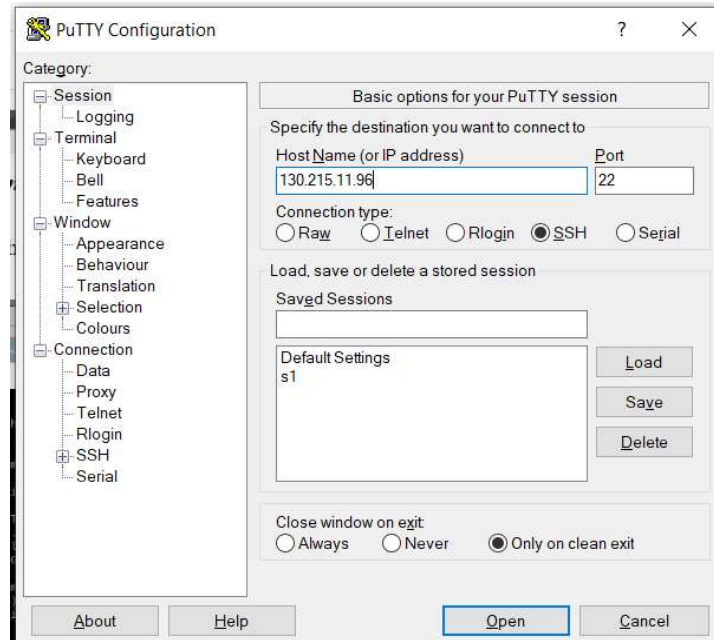 PuTTY Configuration
?
Category:
Session
Logging
Terminal
Keyboard
Bell
Features
Window
Appearance
Behaviour
Translation
Selection
Colours
Connection
Data
Proxy
Telnet
Rlogin
SSH
Serial
Basic options for your PuTTY session
Specify the destination you want to connect to
Host Name (or IP address) Port
130.215.11.96 22
Connection type:
Raw Telnet Rlogin SSH Serial
Load, save or delete a stored session
Saved Sessions
Default Settings
s1
Load
Save
Delete
Close window on exit:
Always Never Only on clean exit
About Help Open Cancel